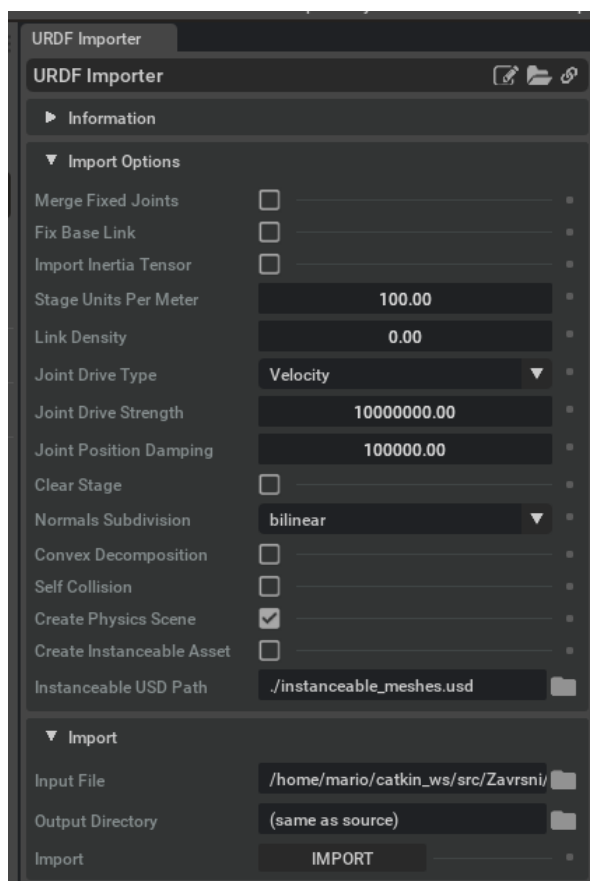 URDF Importer
URDF Importer
Information
Import Options
Merge Fixed Joints
Fix Base Link
Import Inertia Tensor
Stage Units Per Meter 100.00
Link Density 0.00
Joint Drive Type Velocity
Joint Drive Strength 10000000.00
Joint Position Damping 100000.00
Clear Stage
Normals Subdivision bilinear
Convex Decomposition
Self Collision
Create Physics Scene
Create Instanceable Asset
Instanceable USD Path ./instanceable_meshes.usd
Import
Input File /home/mario/catkin_ws/src/Zavrsni/
Output Directory (same as source)
Import IMPORT